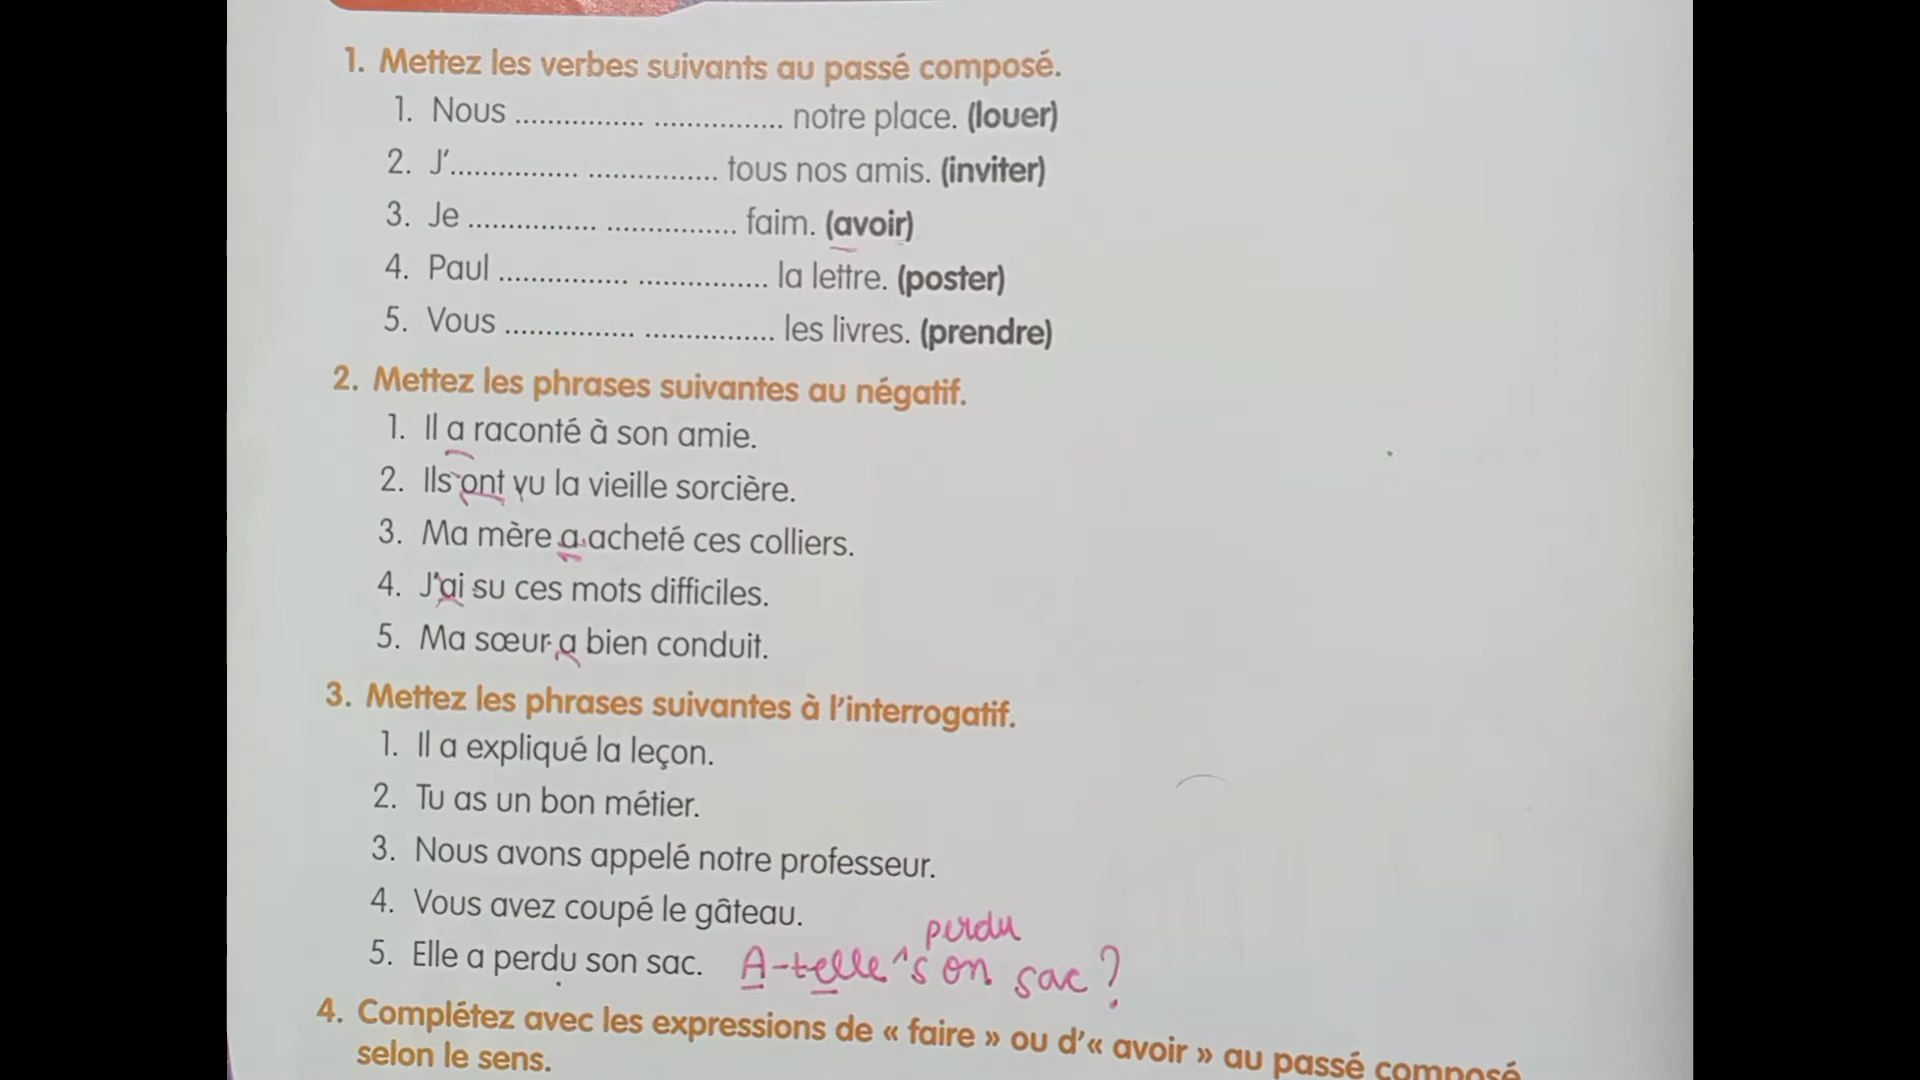 1. Mettez les verbes suivants au passé composé.
1. Nous ................ ................ notre place. (louer)
2. J'................ ................ tous nos amis. (inviter)
3. Je ................ ................ faim. (avoir)
4. Paul ................ ................ la lettre. (poster)
5. Vous ................ ................ les livres. (prendre)
2. Mettez les phrases suivantes au négatif.
1. Il a raconté à son amie.
2. Ils ont vu la vieille sorcière.
3. Ma mère a acheté ces colliers.
4. J'ai su ces mots difficiles.
5. Ma sœur a bien conduit.
3. Mettez les phrases suivantes à l'interrogatif.
1. Il a expliqué la leçon.
2. Tu as un bon métier.
3. Nous avons appelé notre professeur.
4. Vous avez coupé le gâteau.
perdu
5. Elle a perdu son sac. A-telle ^ son sac ?
4. Complétez avec les expressions de « faire » ou d'« avoir » au passé composé
selon le sens.